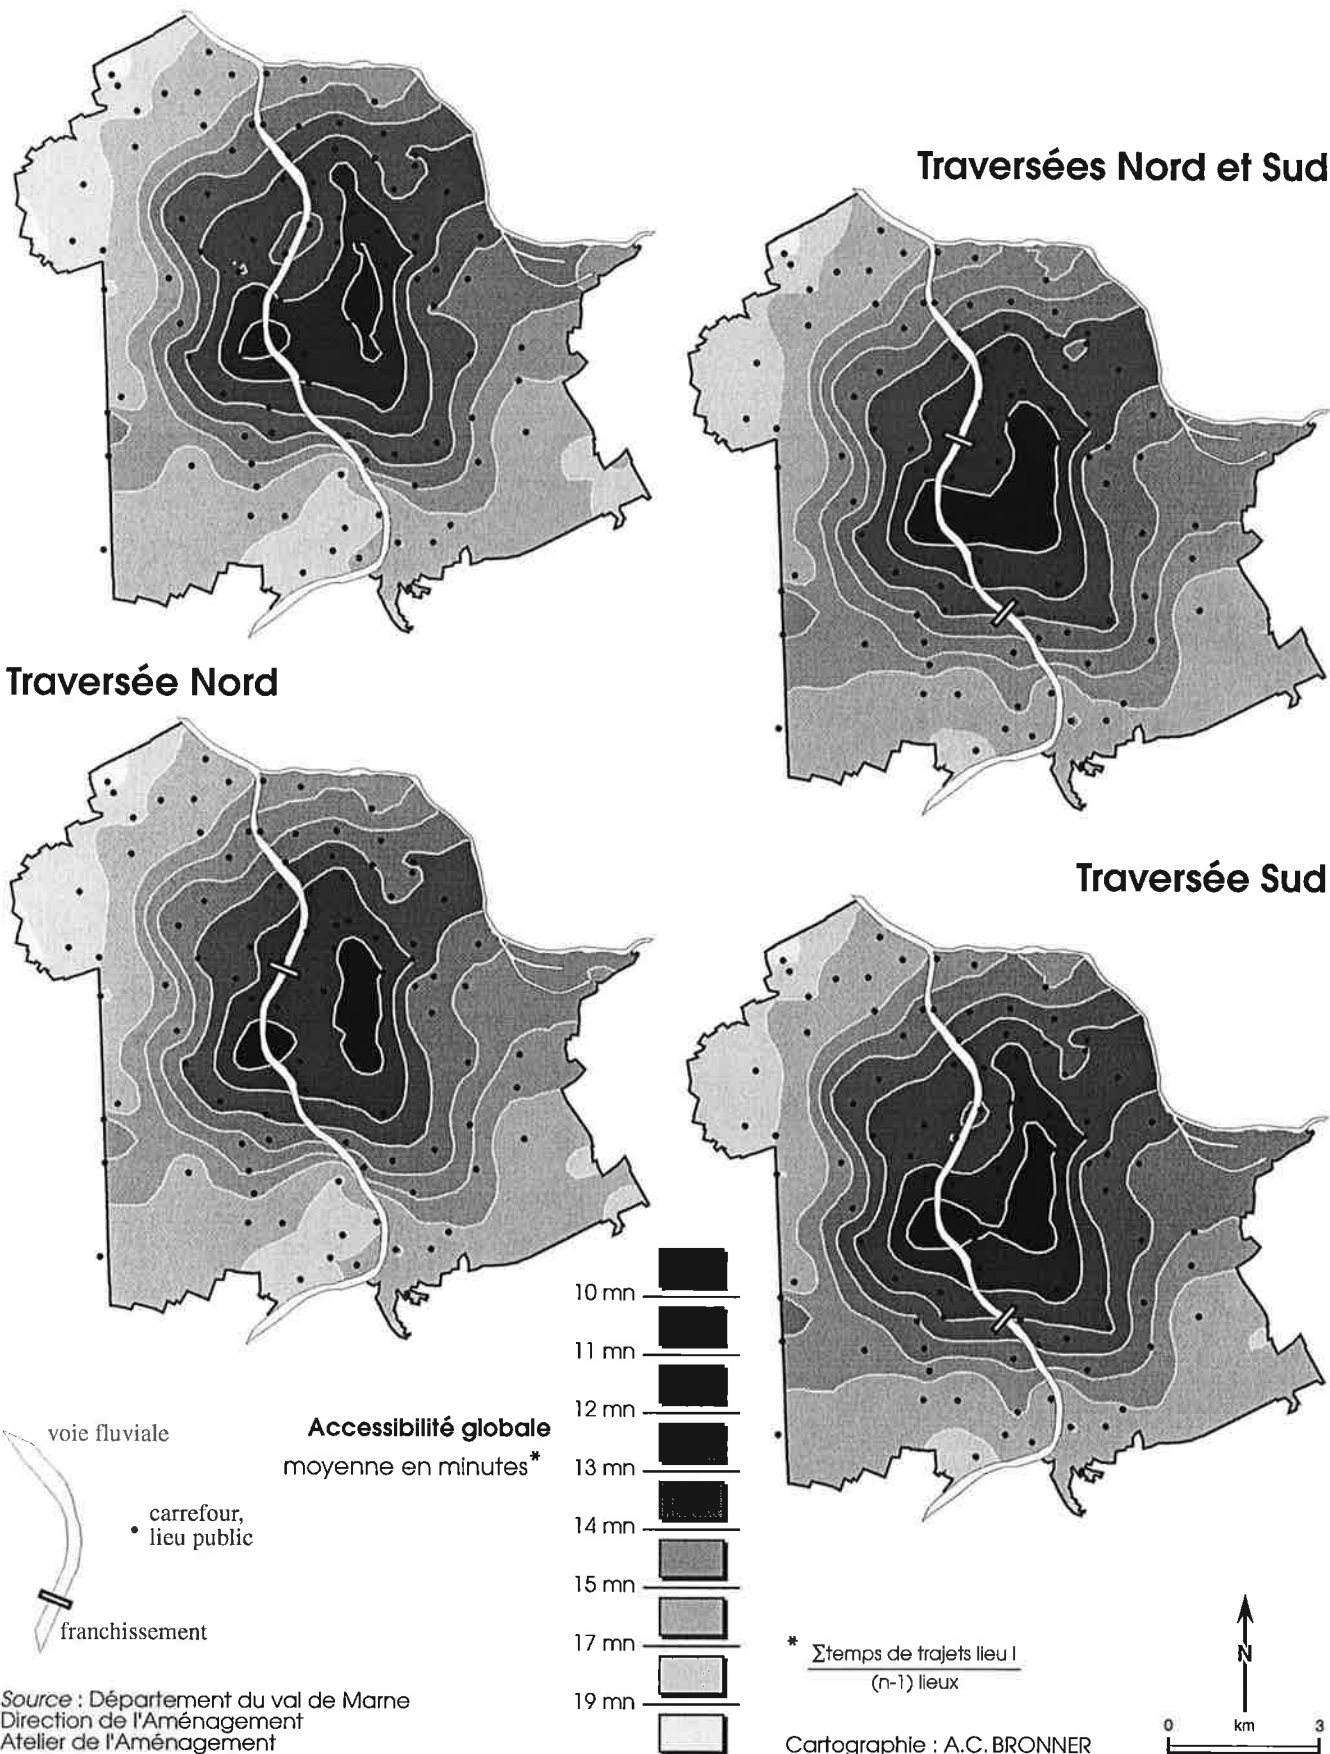 Traversées Nord et Sud
Traversée Nord
Traversée Sud
10 mn
11 mn
12 mn
13 mn
14 mn
15 mn
17 mn
19 mn
Accessibilité globale
moyenne en minutes*
voie fluviale
carrefour,
lieu public
franchissement
* Σtemps de trajets lieu I
(n-1) lieux
N
0 km 3
Source : Département du val de Marne
Direction de l'Aménagement
Atelier de l'Aménagement
Cartographie : A.C. BRONNER